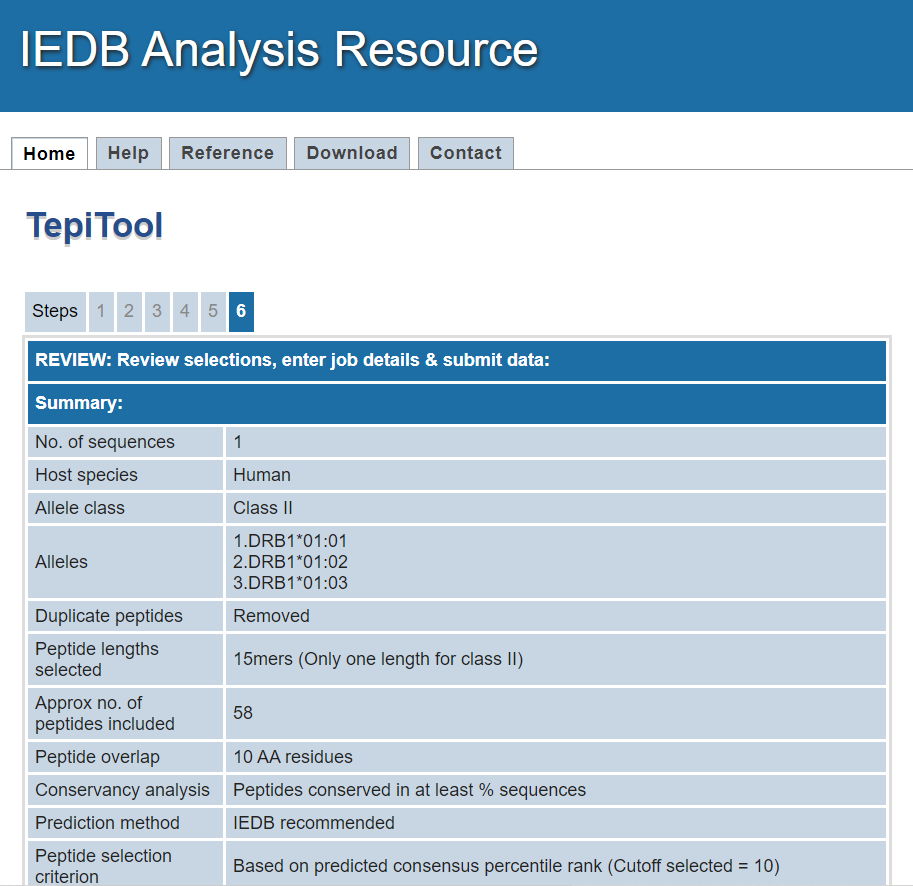 IEDB Analysis Resource
Home Help Reference Download Contact
TepiTool
Steps 1 2 3 4 5 6
REVIEW: Review selections, enter job details & submit data:
Summary:
No. of sequences 1
Host species Human
Allele class Class II
Alleles
1.DRB1*01:01
2.DRB1*01:02
3.DRB1*01:03
Duplicate peptides Removed
Peptide lengths
selected
15mers (Only one length for class II)
Approx no. of
peptides included
58
Peptide overlap 10 AA residues
Conservancy analysis Peptides conserved in at least % sequences
Prediction method IEDB recommended
Peptide selection
criterion
Based on predicted consensus percentile rank (Cutoff selected = 10)